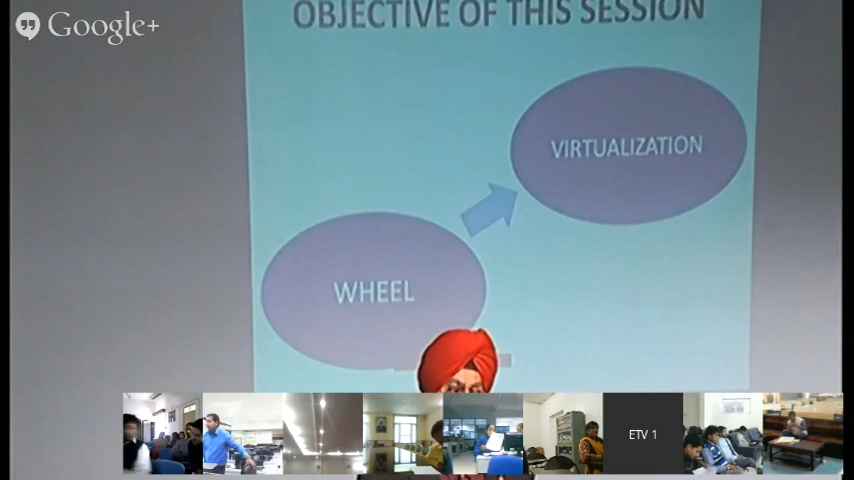 Google+
OBJECTIVE OF THIS SESSION
VIRTUALIZATION
WHEEL
ETV 1